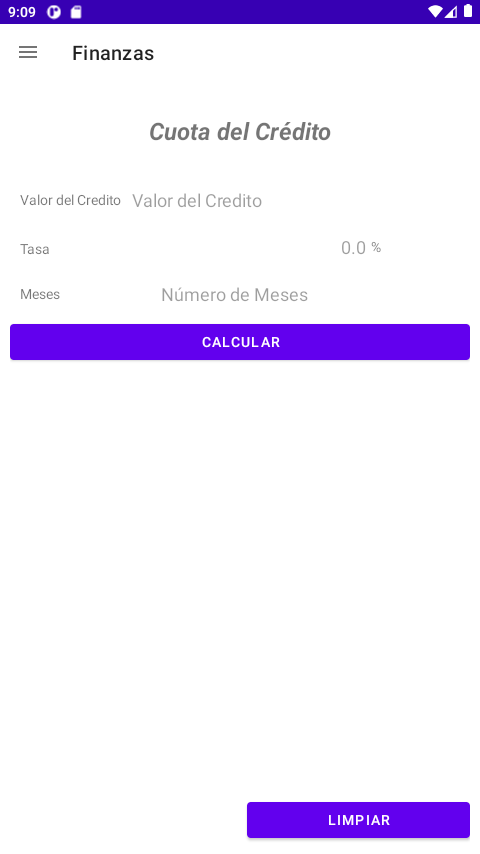 9:09
Finanzas
Cuota del Crédito
Valor del Credito Valor del Credito
Tasa 0.0 %
Meses Número de Meses
CALCULAR
LIMPIAR